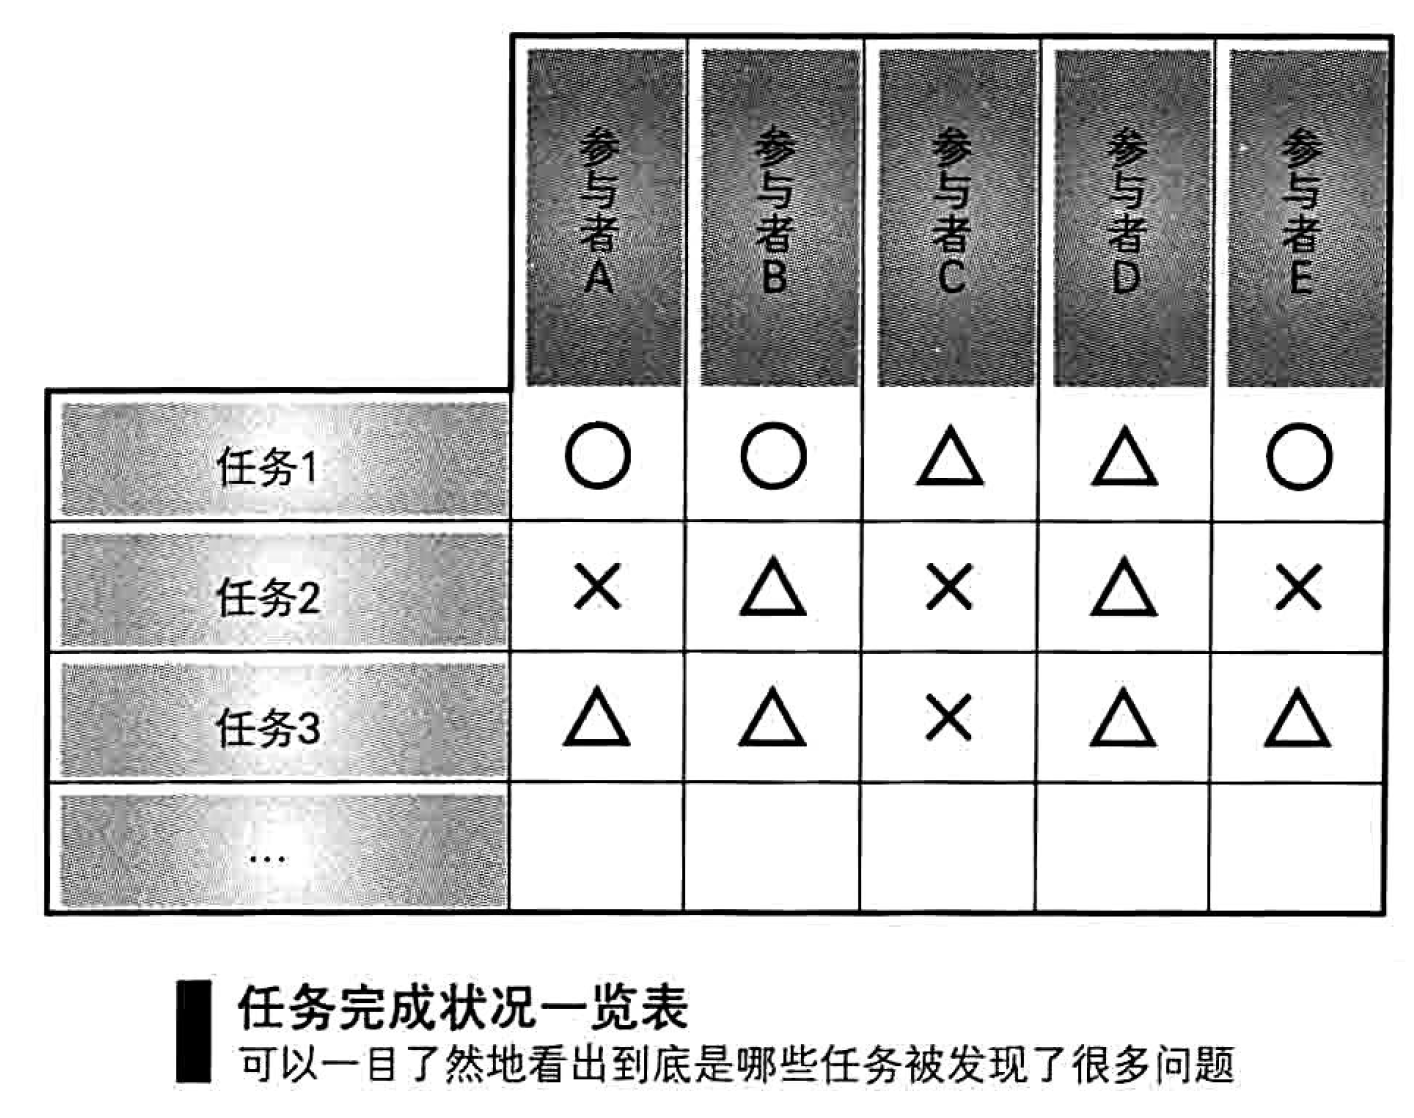 参与者A 参与者B 参与者C 参与者D 参与者E
任务1 ○ ○ △ △ ○
任务2 × △ × △ ×
任务3 △ △ × △ △
…
任务完成状况一览表
可以一目了然地看出到底是哪些任务被发现了很多问题